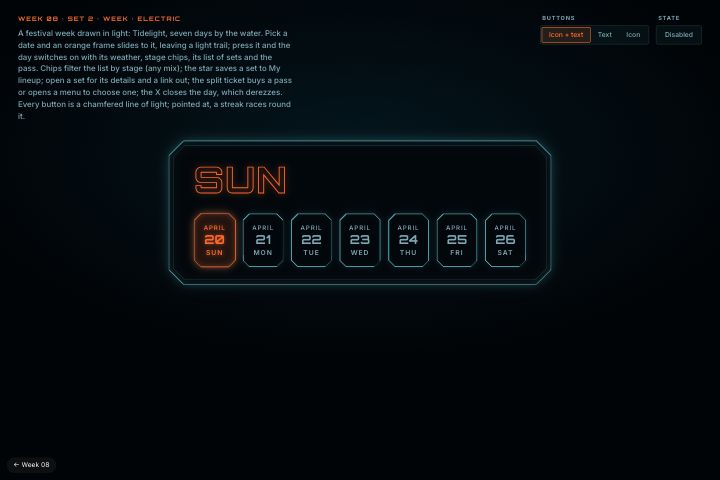 WEEK 08 · SET 2 · WEEK · ELECTRIC
A festival week drawn in light: Tidelight, seven days by the water. Pick a
date and an orange frame slides to it, leaving a light trail; press it and the
day switches on with its weather, stage chips, its list of sets and the
pass. Chips filter the list by stage (any mix); the star saves a set to My
lineup; open a set for its details and a link out; the split ticket buys a pass
or opens a menu to choose one; the X closes the day, which derezzes.
Every button is a chamfered line of light; pointed at, a streak races round
it.
BUTTONS
Icon + text Text Icon
STATE
Disabled
SUN
APRIL 20 SUN
APRIL 21 MON
APRIL 22 TUE
APRIL 23 WED
APRIL 24 THU
APRIL 25 FRI
APRIL 26 SAT
← Week 08